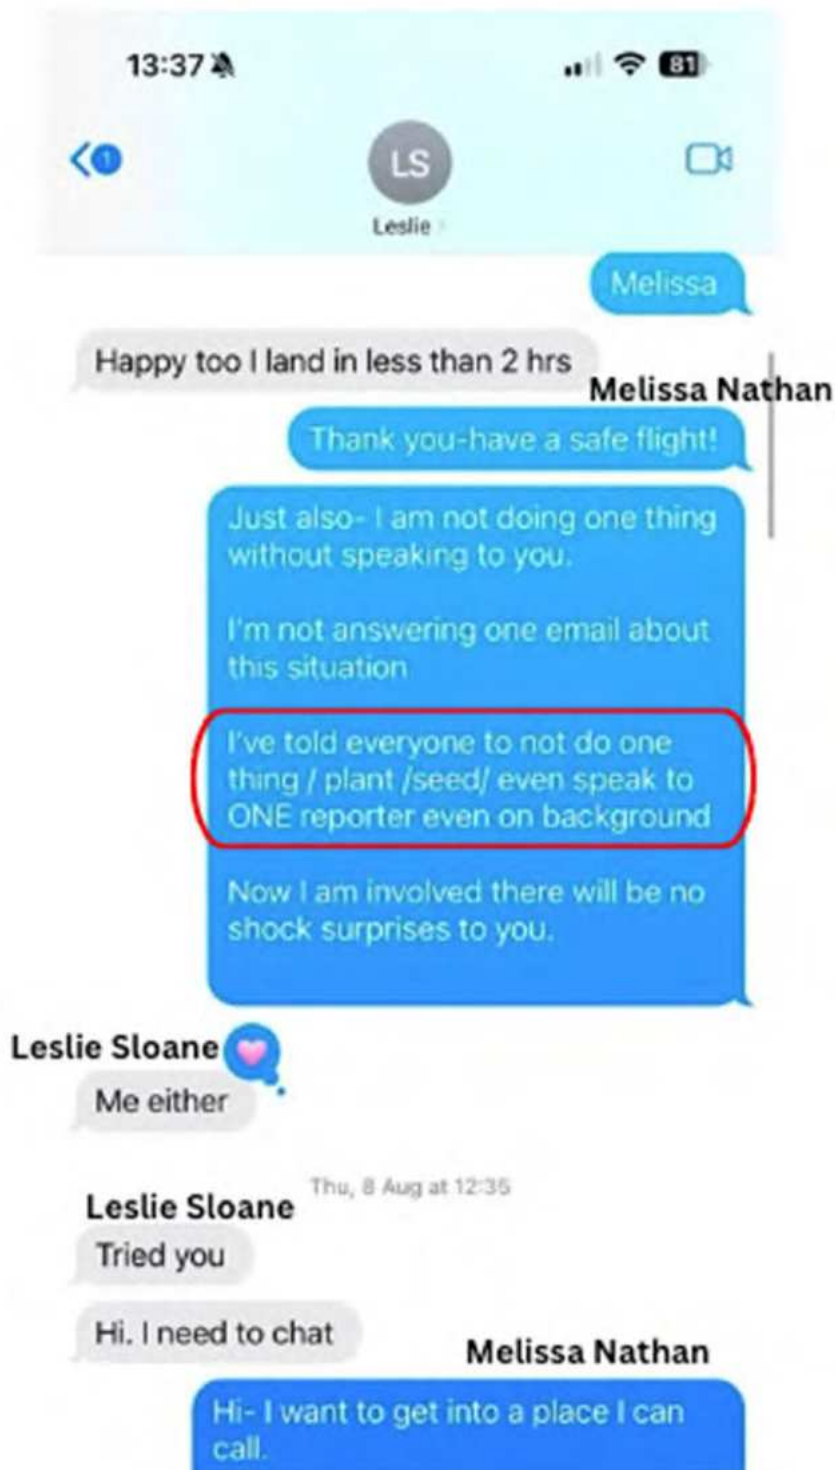 13:37
81
1
LS
Leslie
Melissa
Happy too I land in less than 2 hrs
Melissa Nathan
Thank you-have a safe flight!
Just also- I am not doing one thing
without speaking to you.
I'm not answering one email about
this situation
I've told everyone to not do one
thing / plant /seed/ even speak to
ONE reporter even on background
Now I am involved there will be no
shock surprises to you.
Leslie Sloane
Me either
Thu, 8 Aug at 12:35
Leslie Sloane
Tried you
Hi. I need to chat
Melissa Nathan
Hi- I want to get into a place I can
call.